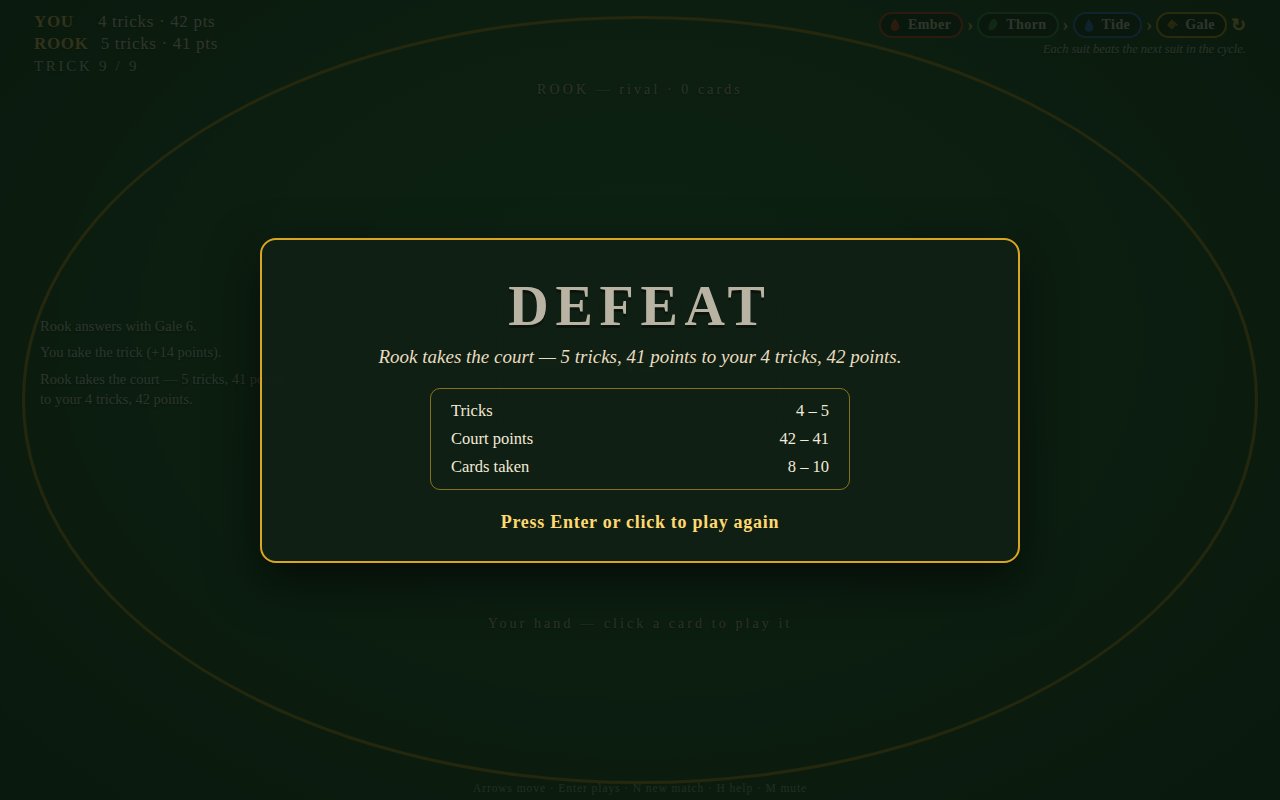 YOU 4 tricks · 42 pts
ROOK 5 tricks · 41 pts
TRICK 9 / 9
Ember › Thorn › Tide › Gale ↻
Each suit beats the next suit in the cycle.
ROOK — rival · 0 cards
Rook answers with Gale 6.
You take the trick (+14 points).
Rook takes the court — 5 tricks, 41
to your 4 tricks, 42 points.
DEFEAT
Rook takes the court — 5 tricks, 41 points to your 4 tricks, 42 points.
Tricks 4 – 5
Court points 42 – 41
Cards taken 8 – 10
Press Enter or click to play again
Your hand — click a card to play it
Arrows move · Enter plays · N new match · H help · M mute